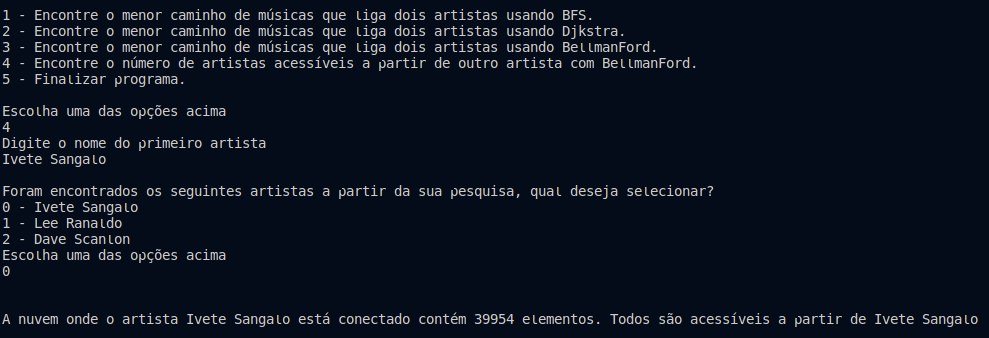 1 - Encontre o menor caminho de músicas que liga dois artistas usando BFS.
2 - Encontre o menor caminho de músicas que liga dois artistas usando Djkstra.
3 - Encontre o menor caminho de músicas que liga dois artistas usando BellmanFord.
4 - Encontre o número de artistas acessíveis a partir de outro artista com BellmanFord.
5 - Finalizar programa.
Escolha uma das opções acima
4
Digite o nome do primeiro artista
Ivete Sangalo
Foram encontrados os seguintes artistas a partir da sua pesquisa, qual deseja selecionar?
0 - Ivete Sangalo
1 - Lee Ranaldo
2 - Dave Scanlon
Escolha uma das opções acima
0
A nuvem onde o artista Ivete Sangalo está conectado contém 39954 elementos. Todos são acessíveis a partir de Ivete Sangalo